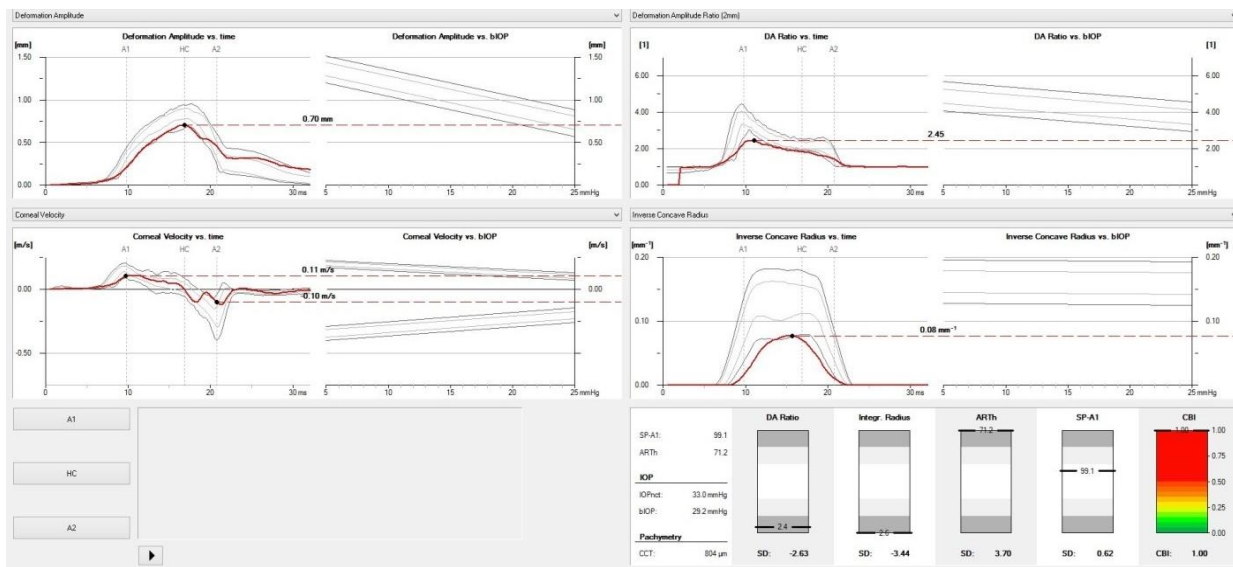 Deformation Amplitude
Deformation Amplitude vs. time
Deformation Amplitude vs. bIOP
[mm]
A1
HC
A2
[mm]
1.50
1.00
0.50
0.00
0.70 mm
1.50
1.00
0.50
0.00
0
10
20
30 ms
5
10
15
20
25 mmHg
Deformation Amplitude Ratio (2mm)
DA Ratio vs. time
DA Ratio vs. bIOP
[1]
A1
HC
A2
[1]
6.00
4.00
2.00
0.00
2.45
6.00
4.00
2.00
0.00
0
10
20
30 ms
5
10
15
20
25 mmHg
Corneal Velocity
Corneal Velocity vs. time
Corneal Velocity vs. bIOP
[m/s]
A1
HC
A2
[m/s]
0.00
-0.50
0.11 m/s
-0.10 m/s
0.00
-0.50
0
10
20
30 ms
5
10
15
20
25 mmHg
Inverse Concave Radius
Inverse Concave Radius vs. time
Inverse Concave Radius vs. bIOP
[mm⁻¹]
A1
HC
A2
[mm⁻¹]
0.20
0.10
0.00
0.08 mm⁻¹
0.20
0.10
0.00
0
10
20
30 ms
5
10
15
20
25 mmHg
A1
HC
A2
SP-A1: 99.1
ARTh 71.2
IOP
IOPnct: 33.0 mmHg
bIOP: 29.2 mmHg
Pachymetry
CCT: 804 µm
DA Ratio
2.4
SD: -2.63
Integr. Radius
2.6
SD: -3.44
ARTh
71.2
SD: 3.70
SP-A1
99.1
SD: 0.62
CBI
1.00
1.00
0.75
0.50
0.25
0.00
CBI: 1.00